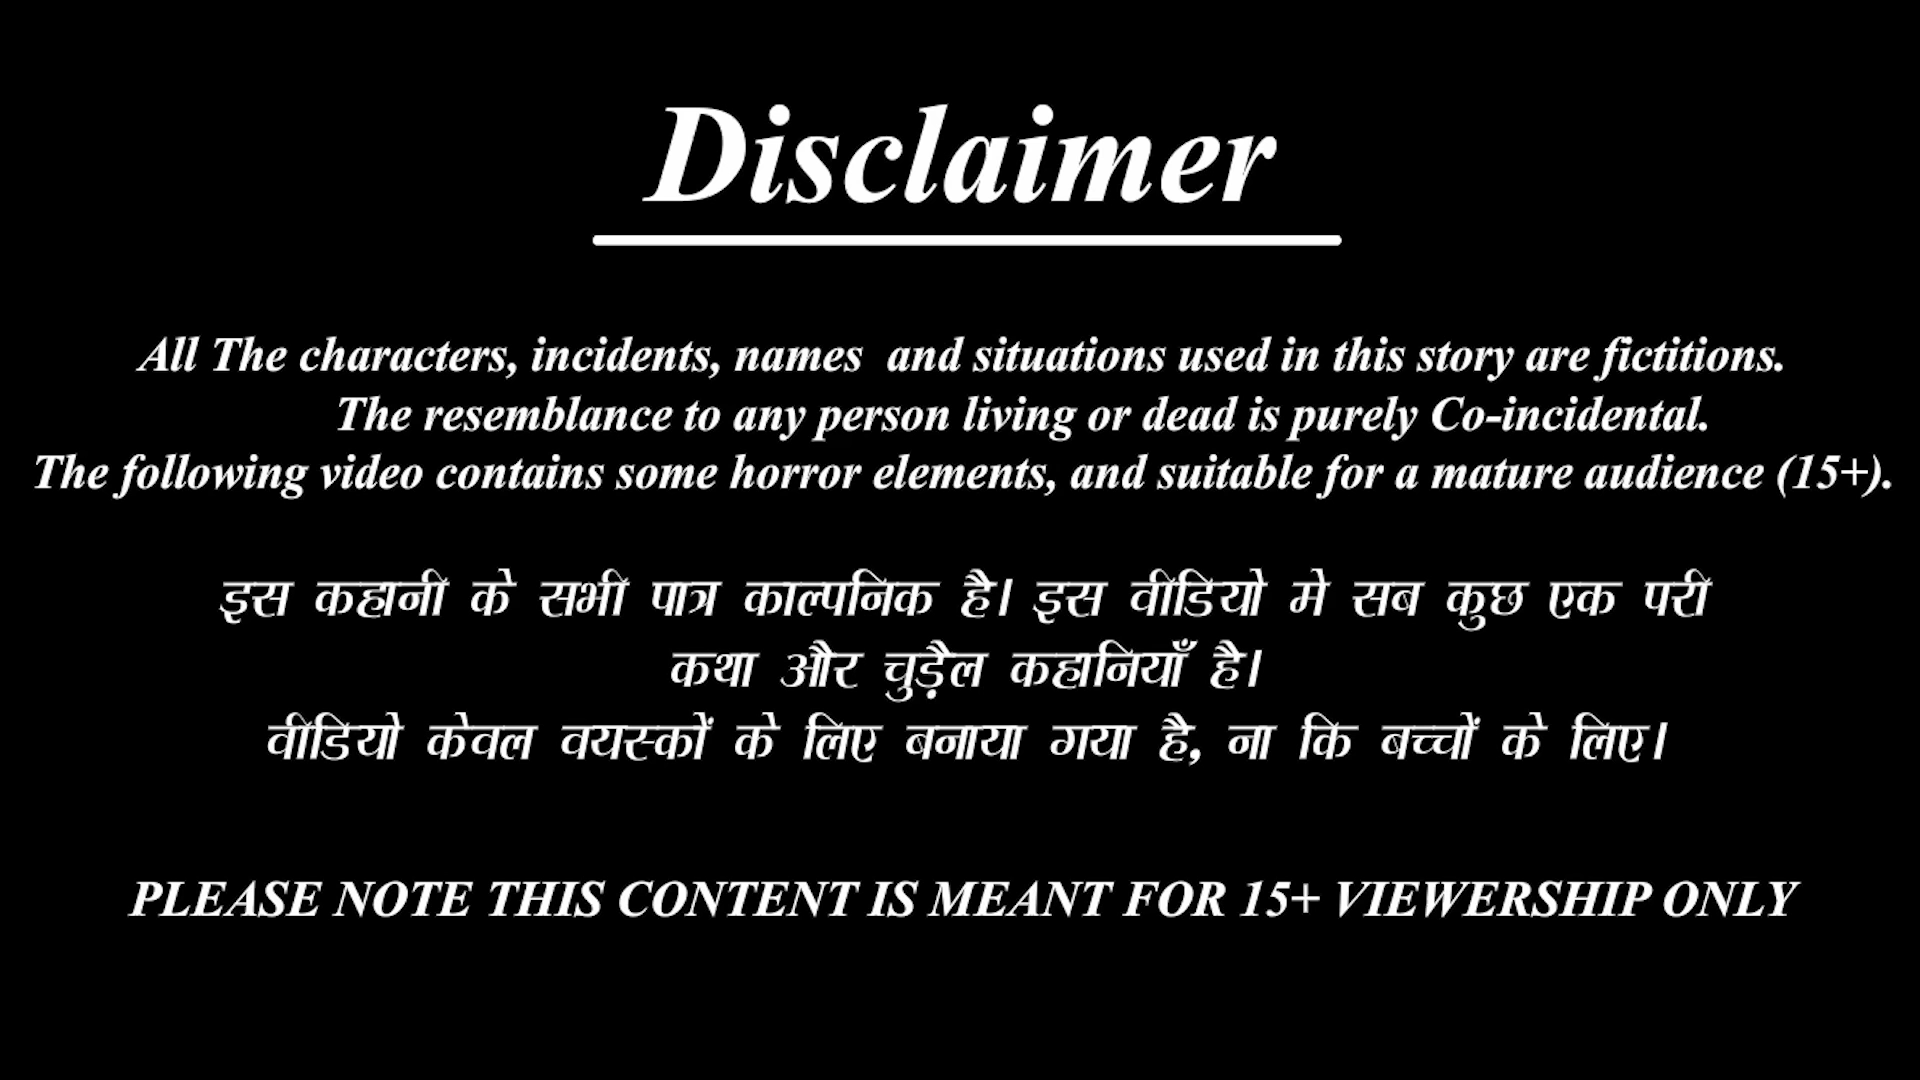 Disclaimer
All The characters, incidents, names and situations used in this story are fictitions.
The resemblance to any person living or dead is purely Co-incidental.
The following video contains some horror elements, and suitable for a mature audience (15+).
इस कहानी के सभी पात्र काल्पनिक है। इस वीडियो मे सब कुछ एक परी
कथा और चुड़ैल कहानियाँ है।
वीडियो केवल वयस्कों के लिए बनाया गया है, ना कि बच्चों के लिए।
PLEASE NOTE THIS CONTENT IS MEANT FOR 15+ VIEWERSHIP ONLY